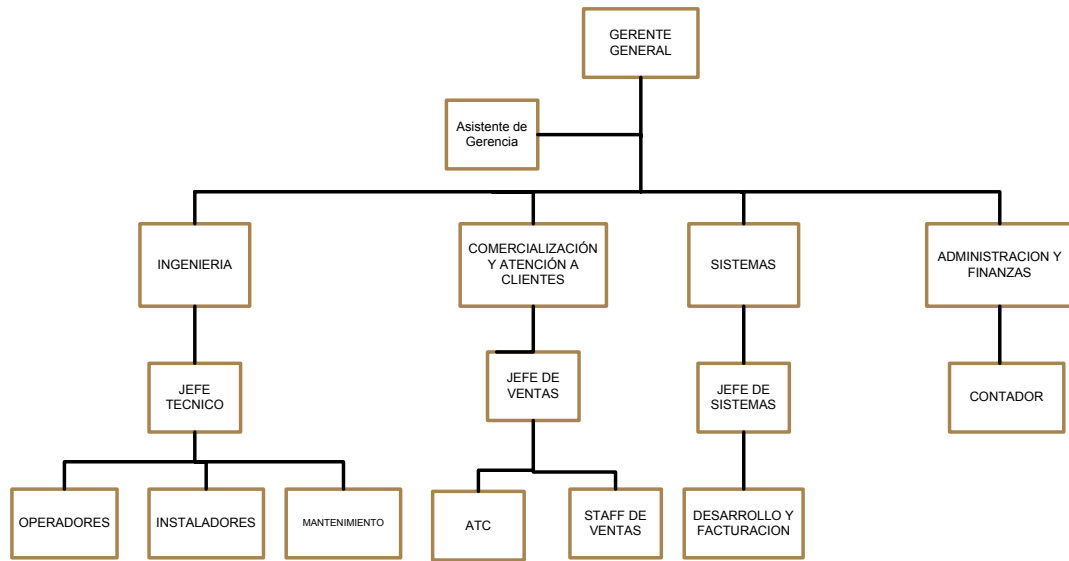 GERENTE
GENERAL
Asistente de
Gerencia
INGENIERIA
COMERCIALIZACIÓN
Y ATENCIÓN A
CLIENTES
SISTEMAS
ADMINISTRACION Y
FINANZAS
JEFE
TECNICO
JEFE DE
VENTAS
JEFE DE
SISTEMAS
CONTADOR
OPERADORES
INSTALADORES
MANTENIMIENTO
ATC
STAFF DE
VENTAS
DESARROLLO Y
FACTURACION